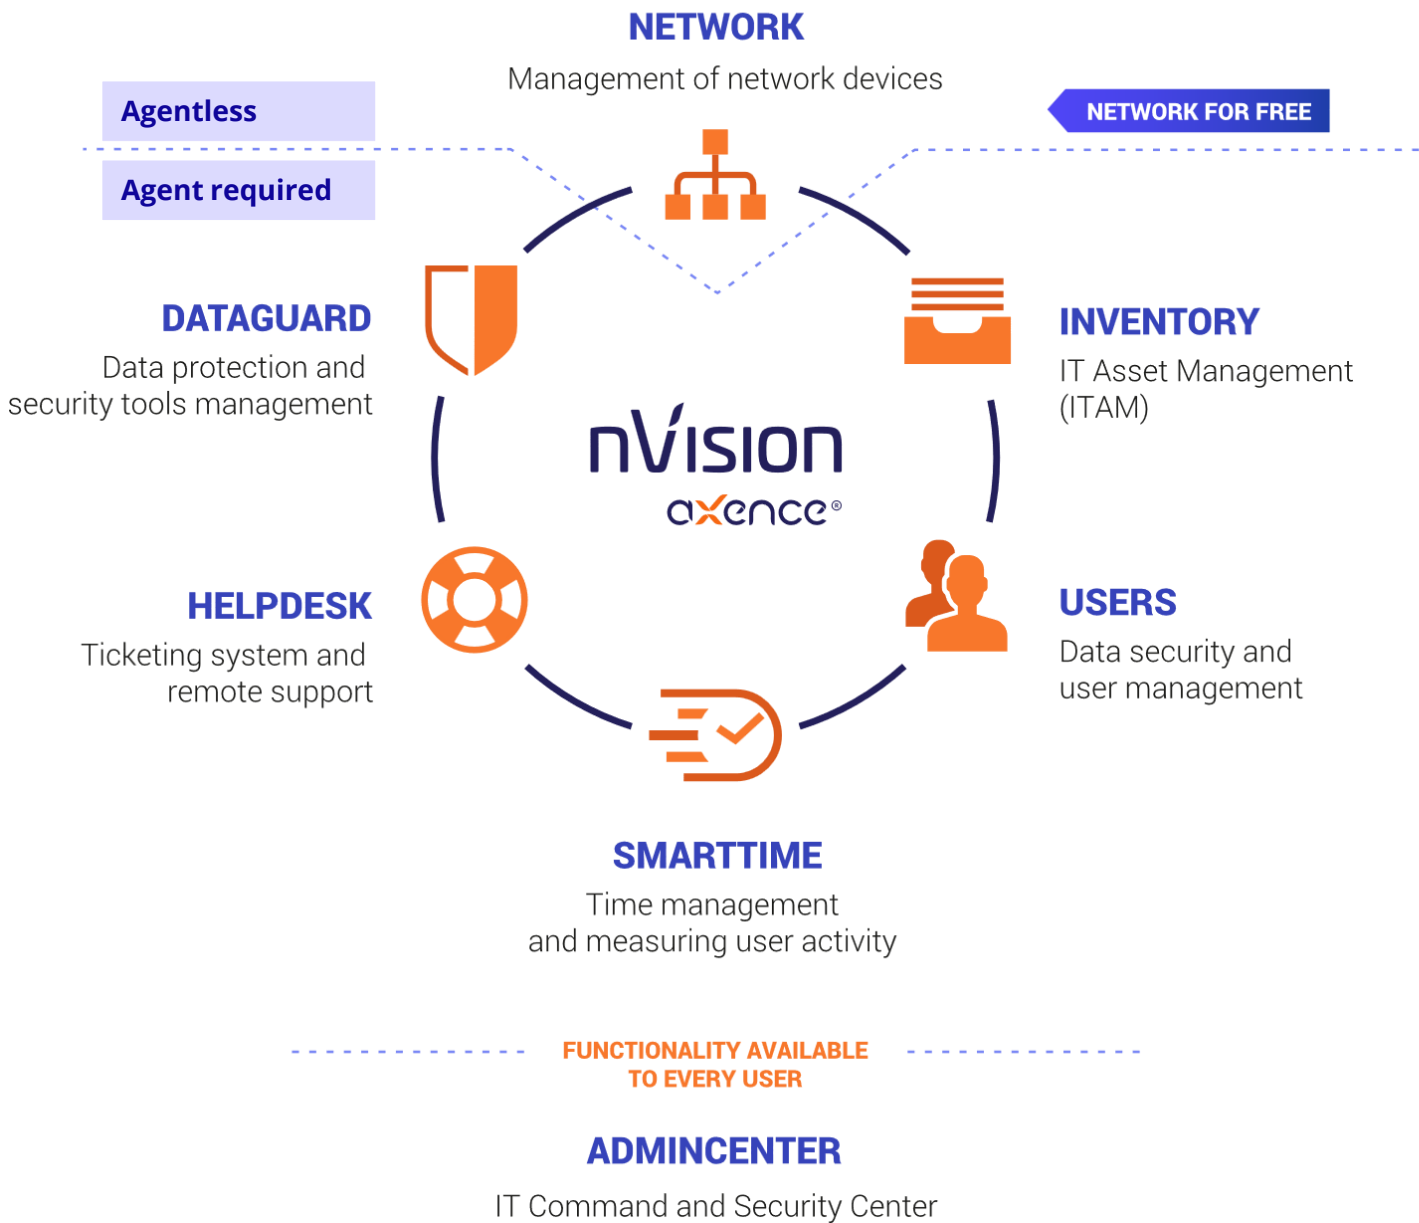 NETWORK
Management of network devices
Agentless
NETWORK FOR FREE
Agent required
DATAGUARD
Data protection and
security tools management
INVENTORY
IT Asset Management
(ITAM)
nVision
axence®
HELPDESK
Ticketing system and
remote support
USERS
Data security and
user management
SMARTTIME
Time management
and measuring user activity
FUNCTIONALITY AVAILABLE
TO EVERY USER
ADMINCENTER
IT Command and Security Center